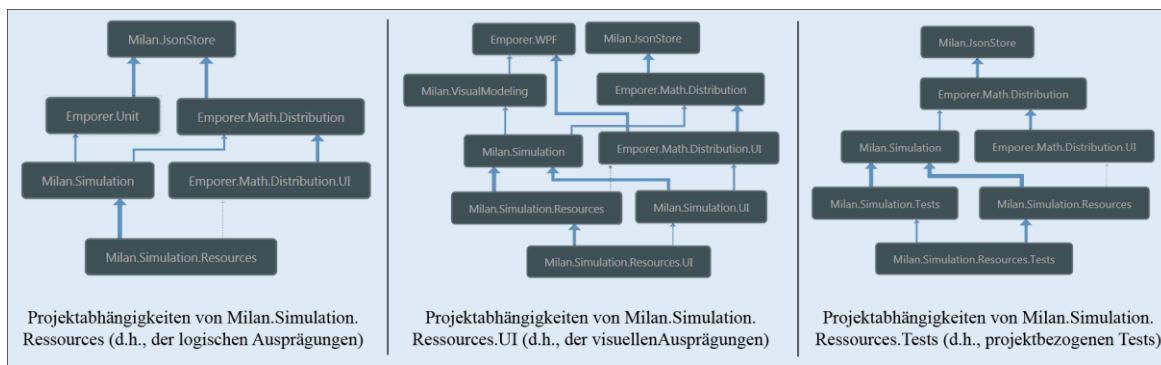 Milan.JsonStore
Emporer.Unit
Emporer.Math.Distribution
Milan.Simulation
Emporer.Math.Distribution.UI
Milan.Simulation.Resources
Projektabhängigkeiten von Milan.Simulation.
Ressources (d.h., der logischen Ausprägungen)
Emporer.WPF
Milan.JsonStore
Milan.VisualModeling
Emporer.Math.Distribution
Milan.Simulation
Emporer.Math.Distribution.UI
Milan.Simulation.Resources
Milan.Simulation.UI
Milan.Simulation.Resources.UI
Projektabhängigkeiten von Milan.Simulation.
Ressources.UI (d.h., der visuellenAusprägungen)
Milan.JsonStore
Emporer.Math.Distribution
Milan.Simulation
Emporer.Math.Distribution.UI
Milan.Simulation.Tests
Milan.Simulation.Resources
Milan.Simulation.Resources.Tests
Projektabhängigkeiten von Milan.Simulation.
Ressources.Tests (d.h., projektbezogenen Tests)